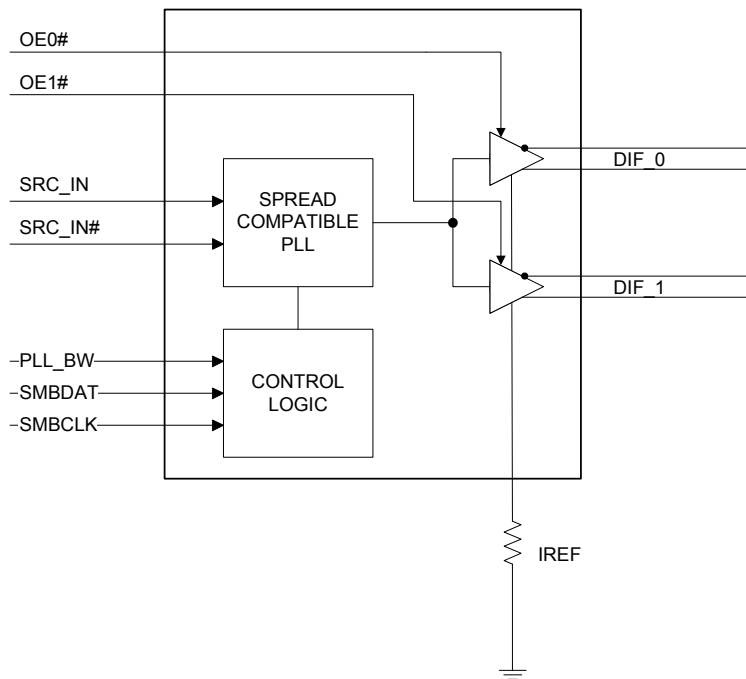 OE0#
OE1#
SRC_IN
SRC_IN#
SPREAD
COMPATIBLE
PLL
DIF_0
DIF_1
PLL_BW
SMBDAT
SMBCLK
CONTROL
LOGIC
IREF